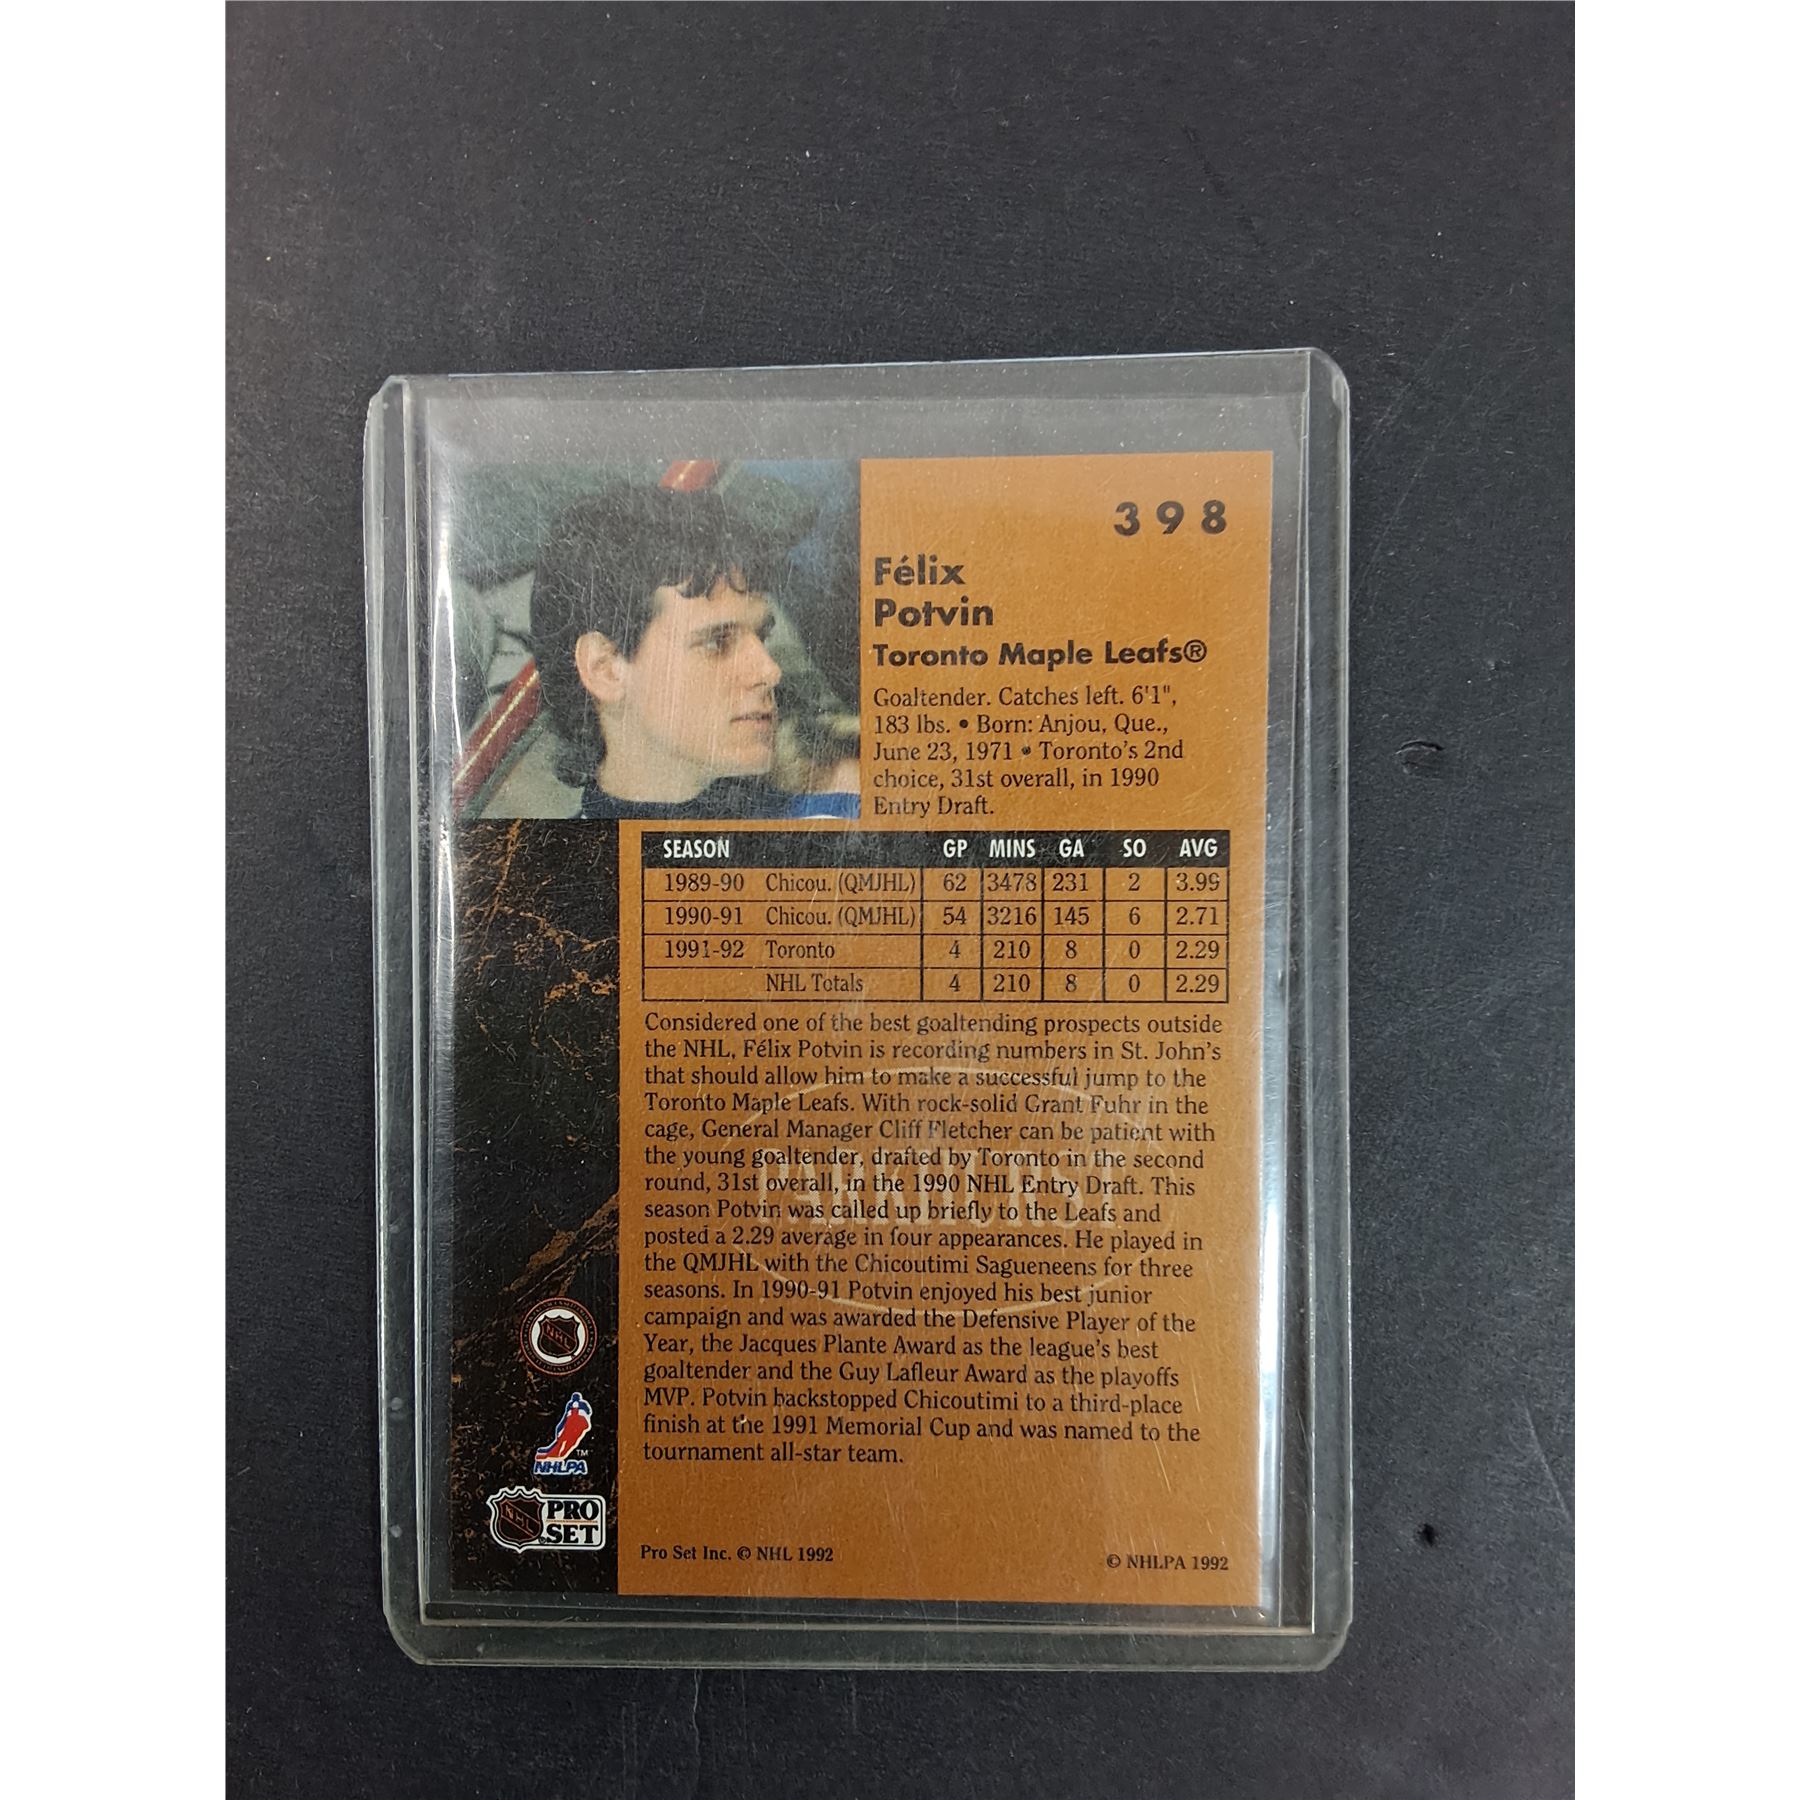 398
Félix
Potvin
Toronto Maple Leafs®
Goaltender. Catches left. 6'1",
183 lbs. • Born: Anjou, Que.,
June 23, 1971 • Toronto's 2nd
choice, 31st overall, in 1990
Entry Draft.
SEASON GP MINS GA SO AVG
1989-90 Chicou. (QMJHL) 62 3478 231 2 3.99
1990-91 Chicou. (QMJHL) 54 3216 145 6 2.71
1991-92 Toronto 4 210 8 0 2.29
NHL Totals 4 210 8 0 2.29
Considered one of the best goaltending prospects outside
the NHL, Félix Potvin is recording numbers in St. John's
that should allow him to make a successful jump to the
Toronto Maple Leafs. With rock-solid Grant Fuhr in the
cage, General Manager Cliff Fletcher can be patient with
the young goaltender, drafted by Toronto in the second
round, 31st overall, in the 1990 NHL Entry Draft. This
season Potvin was called up briefly to the Leafs and
posted a 2.29 average in four appearances. He played in
the QMJHL with the Chicoutimi Sagueneens for three
seasons. In 1990-91 Potvin enjoyed his best junior
campaign and was awarded the Defensive Player of the
Year, the Jacques Plante Award as the league's best
goaltender and the Guy Lafleur Award as the playoffs
MVP. Potvin backstopped Chicoutimi to a third-place
finish at the 1991 Memorial Cup and was named to the
tournament all-star team.
PARKHURST
NHL
NHLPA TM
NHL PRO
SET
Pro Set Inc. © NHL 1992
© NHLPA 1992